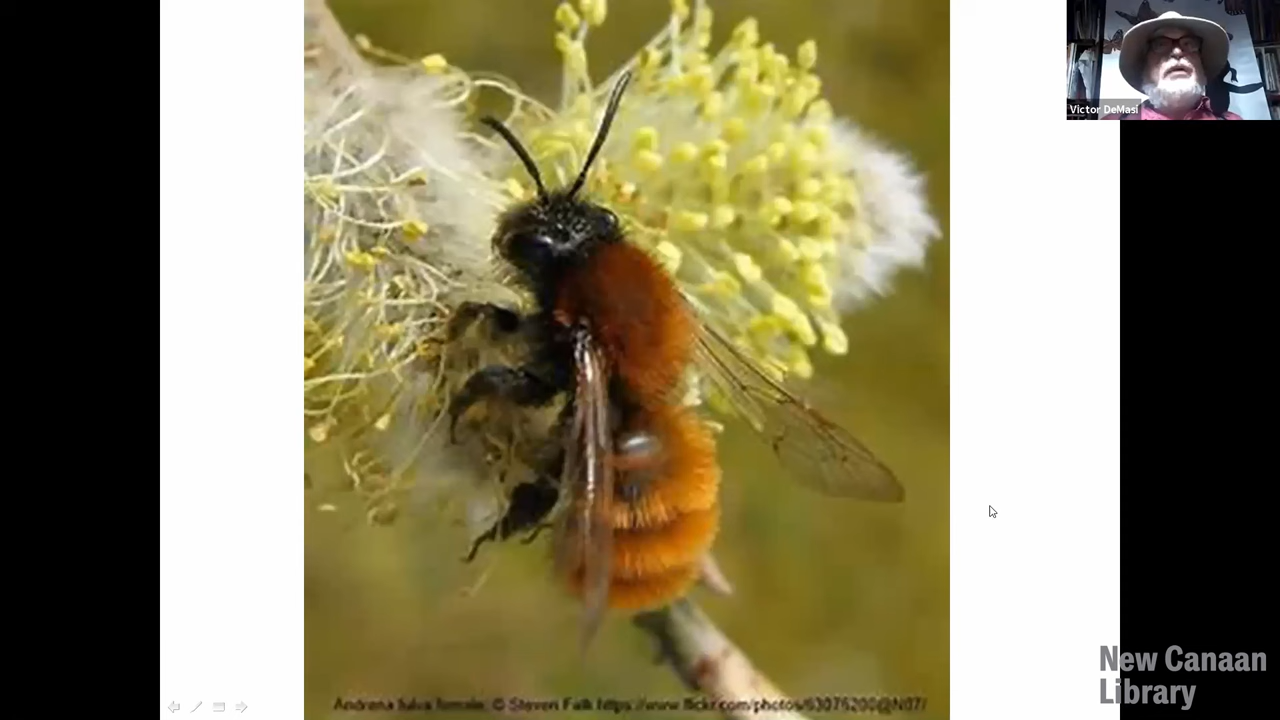 Victor DeMasi
Andrena fulva female. © Steven Falk https://www.flickr.com/photos/63075200@N07/
New Canaan
Library